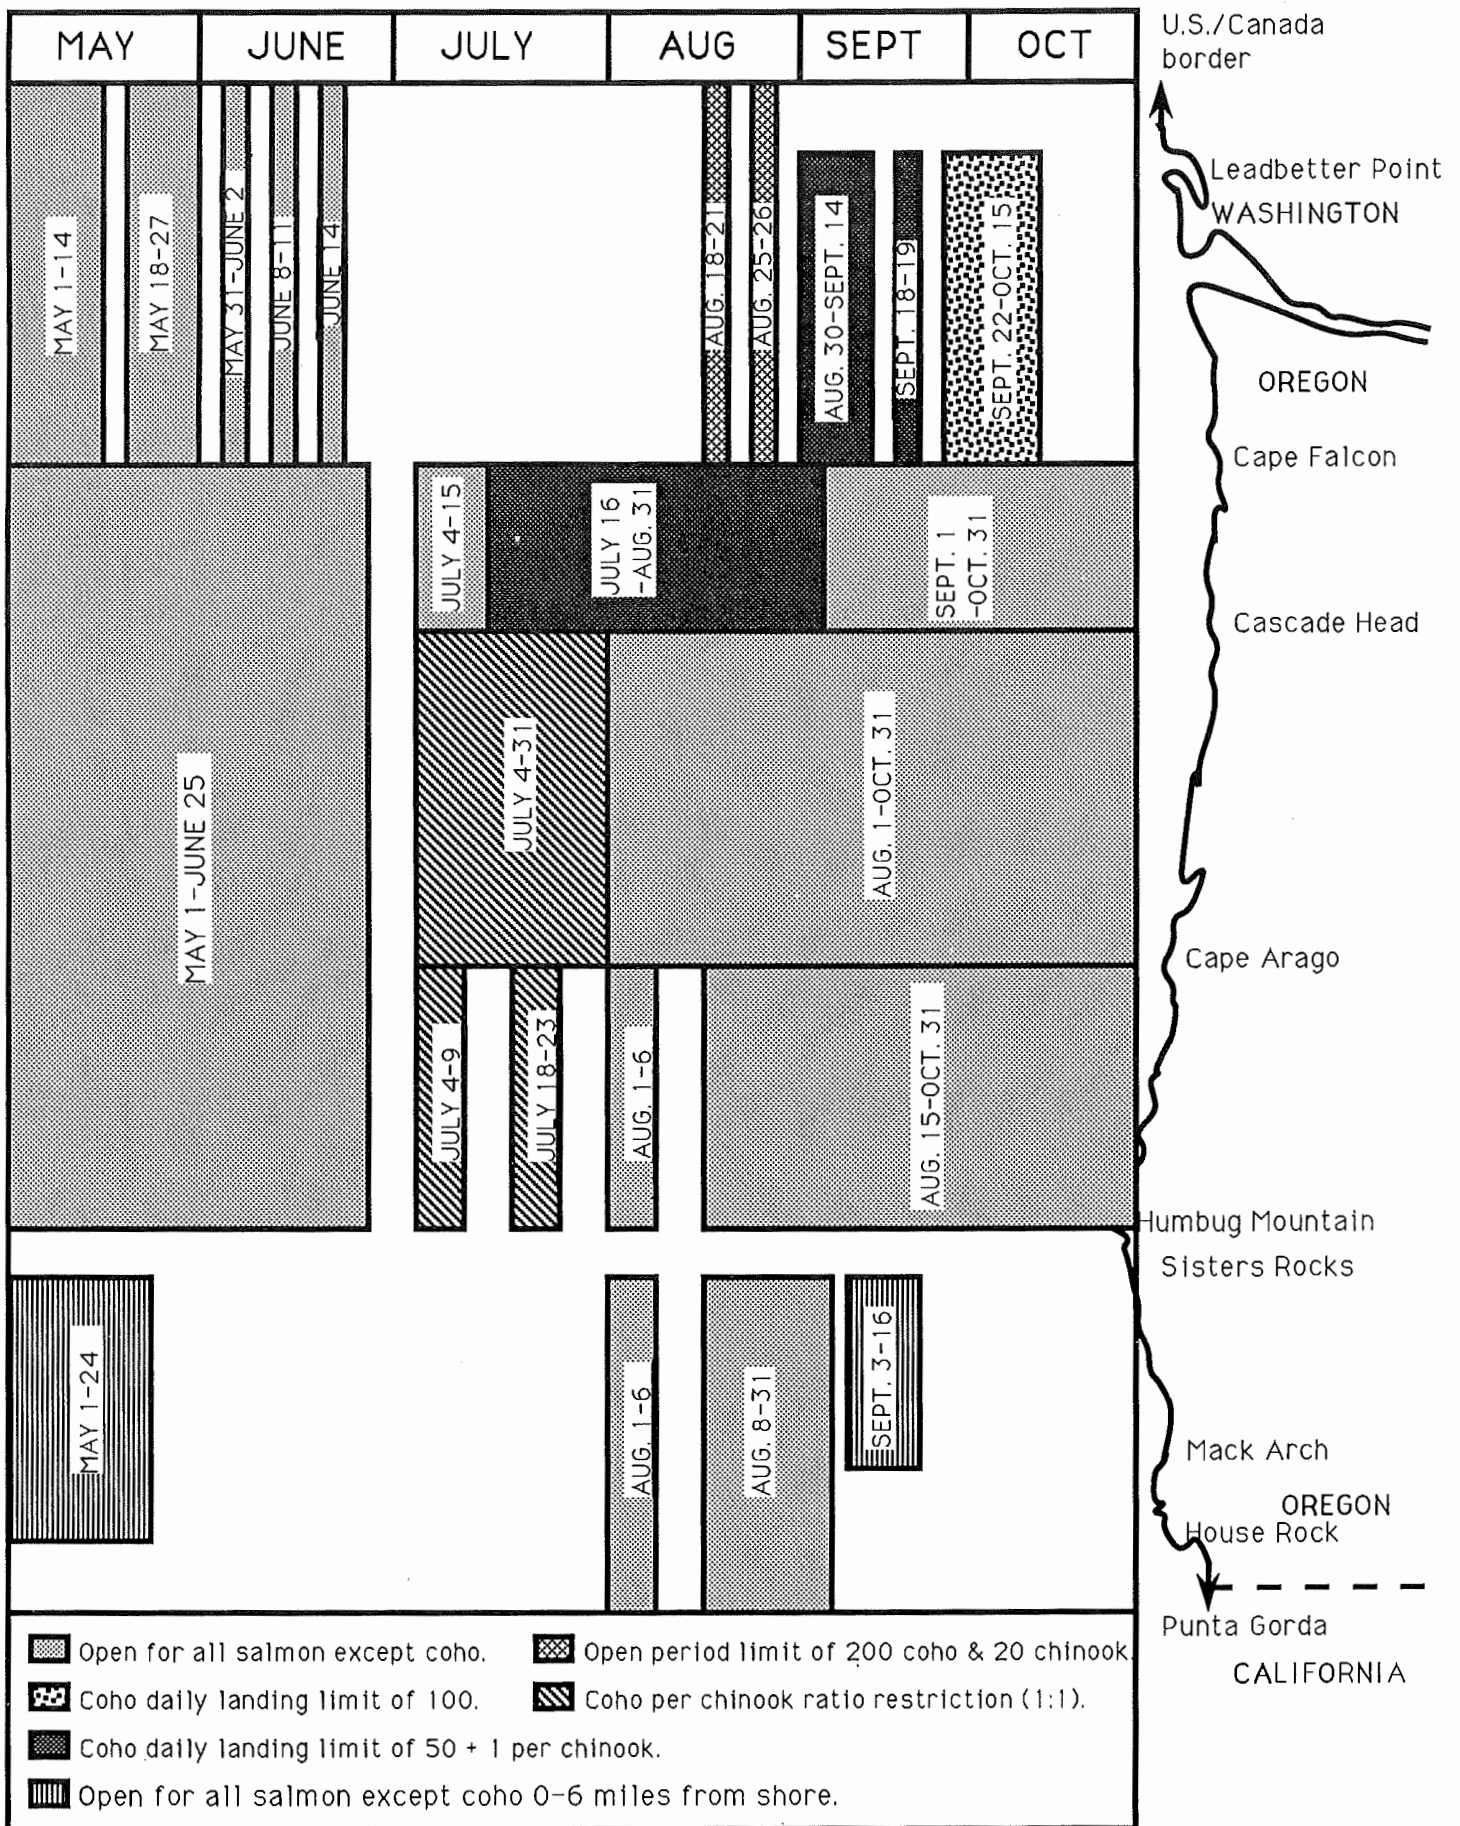 MAY JUNE JULY AUG SEPT OCT
U.S./Canada
border
Leadbetter Point
WASHINGTON
OREGON
Cape Falcon
Cascade Head
Cape Arago
Humbug Mountain
Sisters Rocks
Mack Arch
OREGON
House Rock
Punta Gorda
CALIFORNIA
MAY 1-14
MAY 18-27
MAY 31-JUNE 2
JUNE 8-11
JUNE 14
AUG. 18-21
AUG. 25-26
AUG. 30-SEPT. 14
SEPT. 18-19
SEPT. 22-OCT. 15
MAY 1-JUNE 25
JULY 4-15
JULY 16
-AUG. 31
SEPT. 1
-OCT. 31
JULY 4-31
AUG. 1-OCT. 31
JULY 4-9
JULY 18-23
AUG. 1-6
AUG. 15-OCT. 31
MAY 1-24
AUG. 1-6
AUG. 8-31
SEPT. 3-16
Open for all salmon except coho.
Open period limit of 200 coho & 20 chinook.
Coho daily landing limit of 100.
Coho per chinook ratio restriction (1:1).
Coho daily landing limit of 50 + 1 per chinook.
Open for all salmon except coho 0-6 miles from shore.